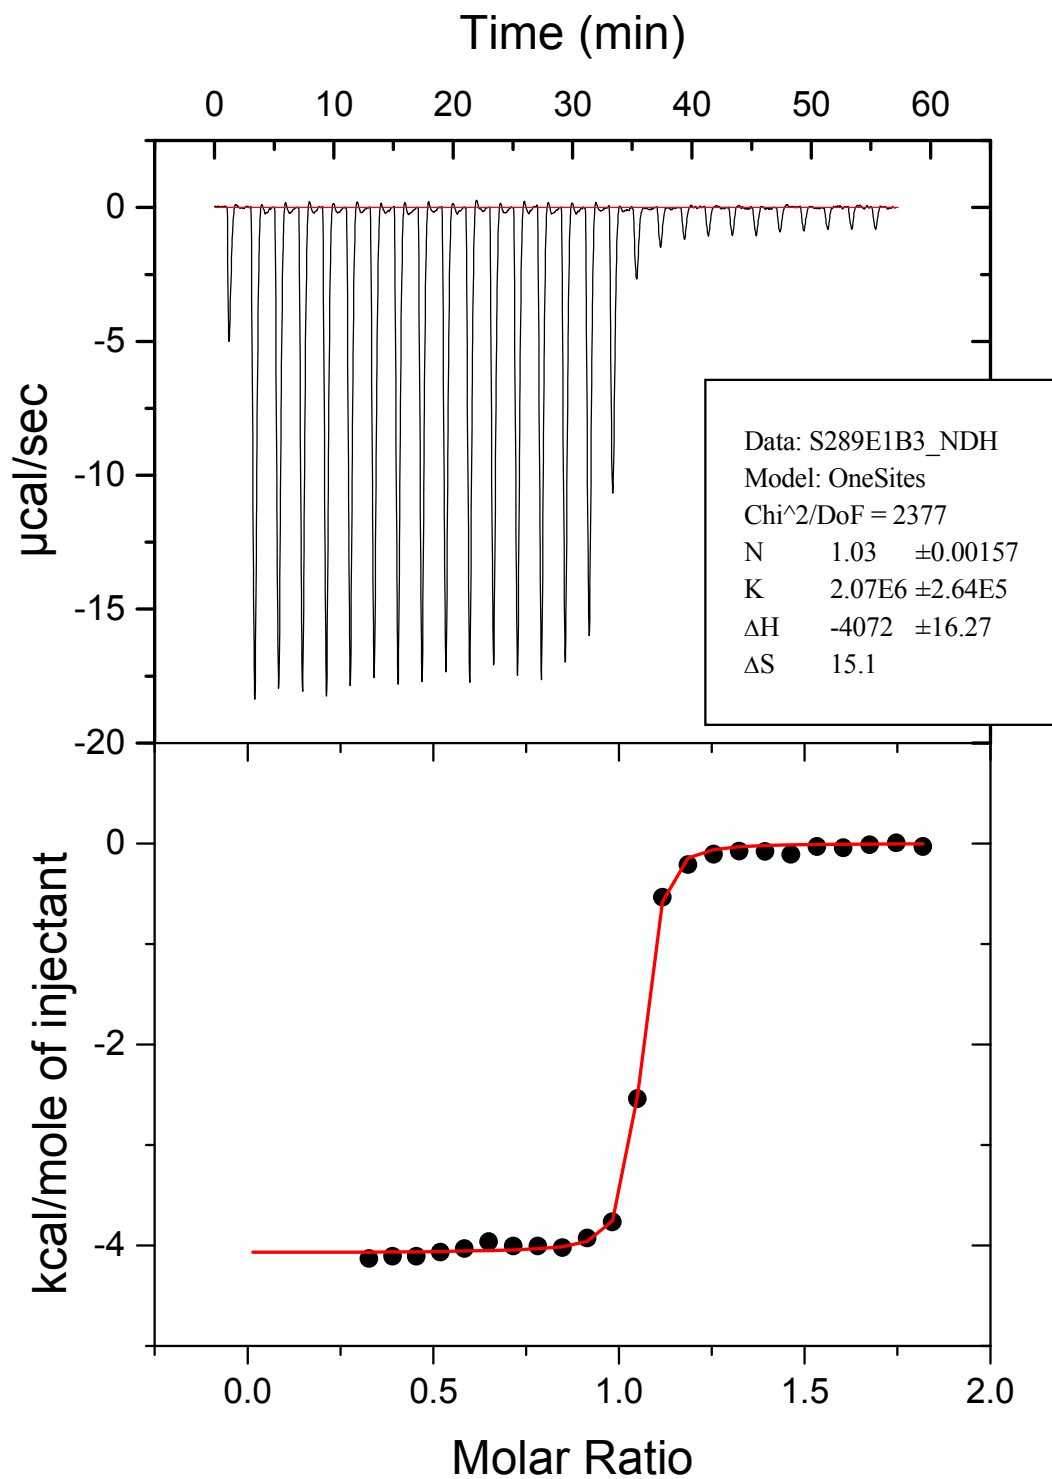 Time (min)
0 10 20 30 40 50 60
0
-5
-10
-15
-20
µcal/sec
Data: S289E1B3_NDH
Model: OneSites
Chi^2/DoF = 2377
N 1.03 ±0.00157
K 2.07E6 ±2.64E5
ΔH -4072 ±16.27
ΔS 15.1
0
-2
-4
kcal/mole of injectant
0.0 0.5 1.0 1.5 2.0
Molar Ratio